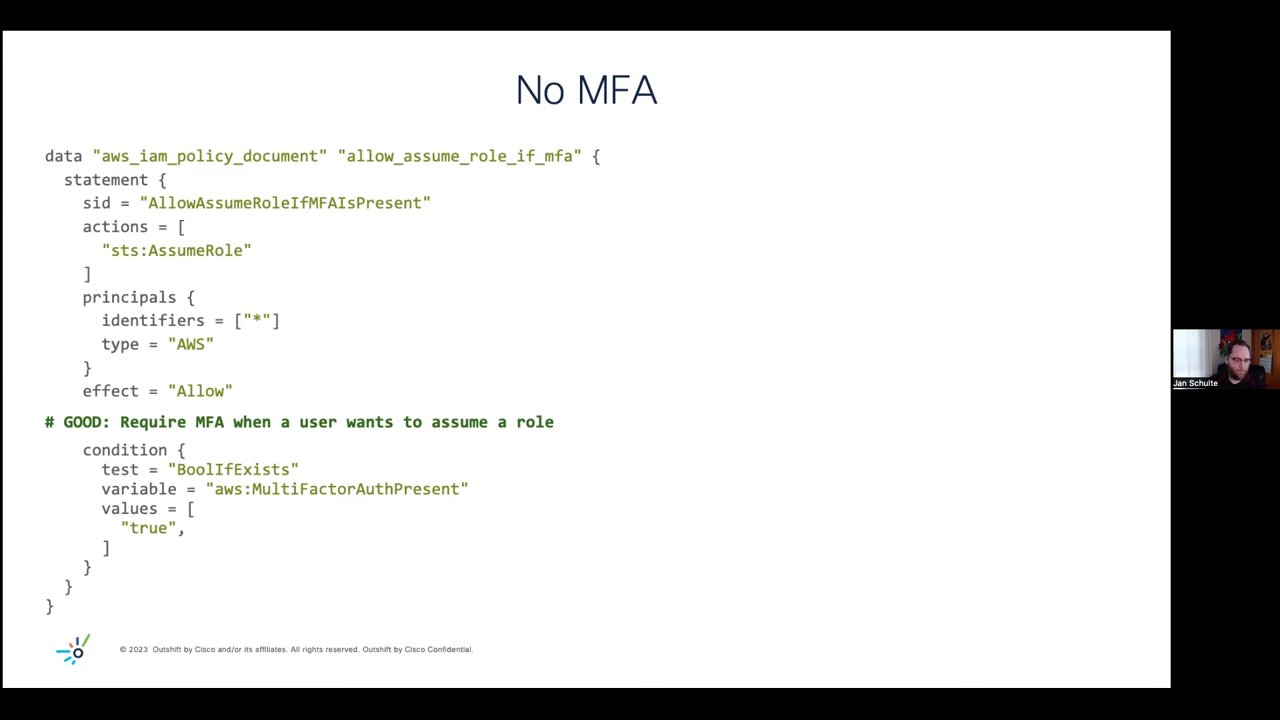 No MFA
data "aws_iam_policy_document" "allow_assume_role_if_mfa" {
statement {
sid = "AllowAssumeRoleIfMFAIsPresent"
actions = [
"sts:AssumeRole"
]
principals {
identifiers = ["*"]
type = "AWS"
}
effect = "Allow"
# GOOD: Require MFA when a user wants to assume a role
condition {
test = "BoolIfExists"
variable = "aws:MultiFactorAuthPresent"
values = [
"true",
]
}
}
}
© 2023 Outshift by Cisco and/or its affiliates. All rights reserved. Outshift by Cisco Confidential.
Jan Schulte